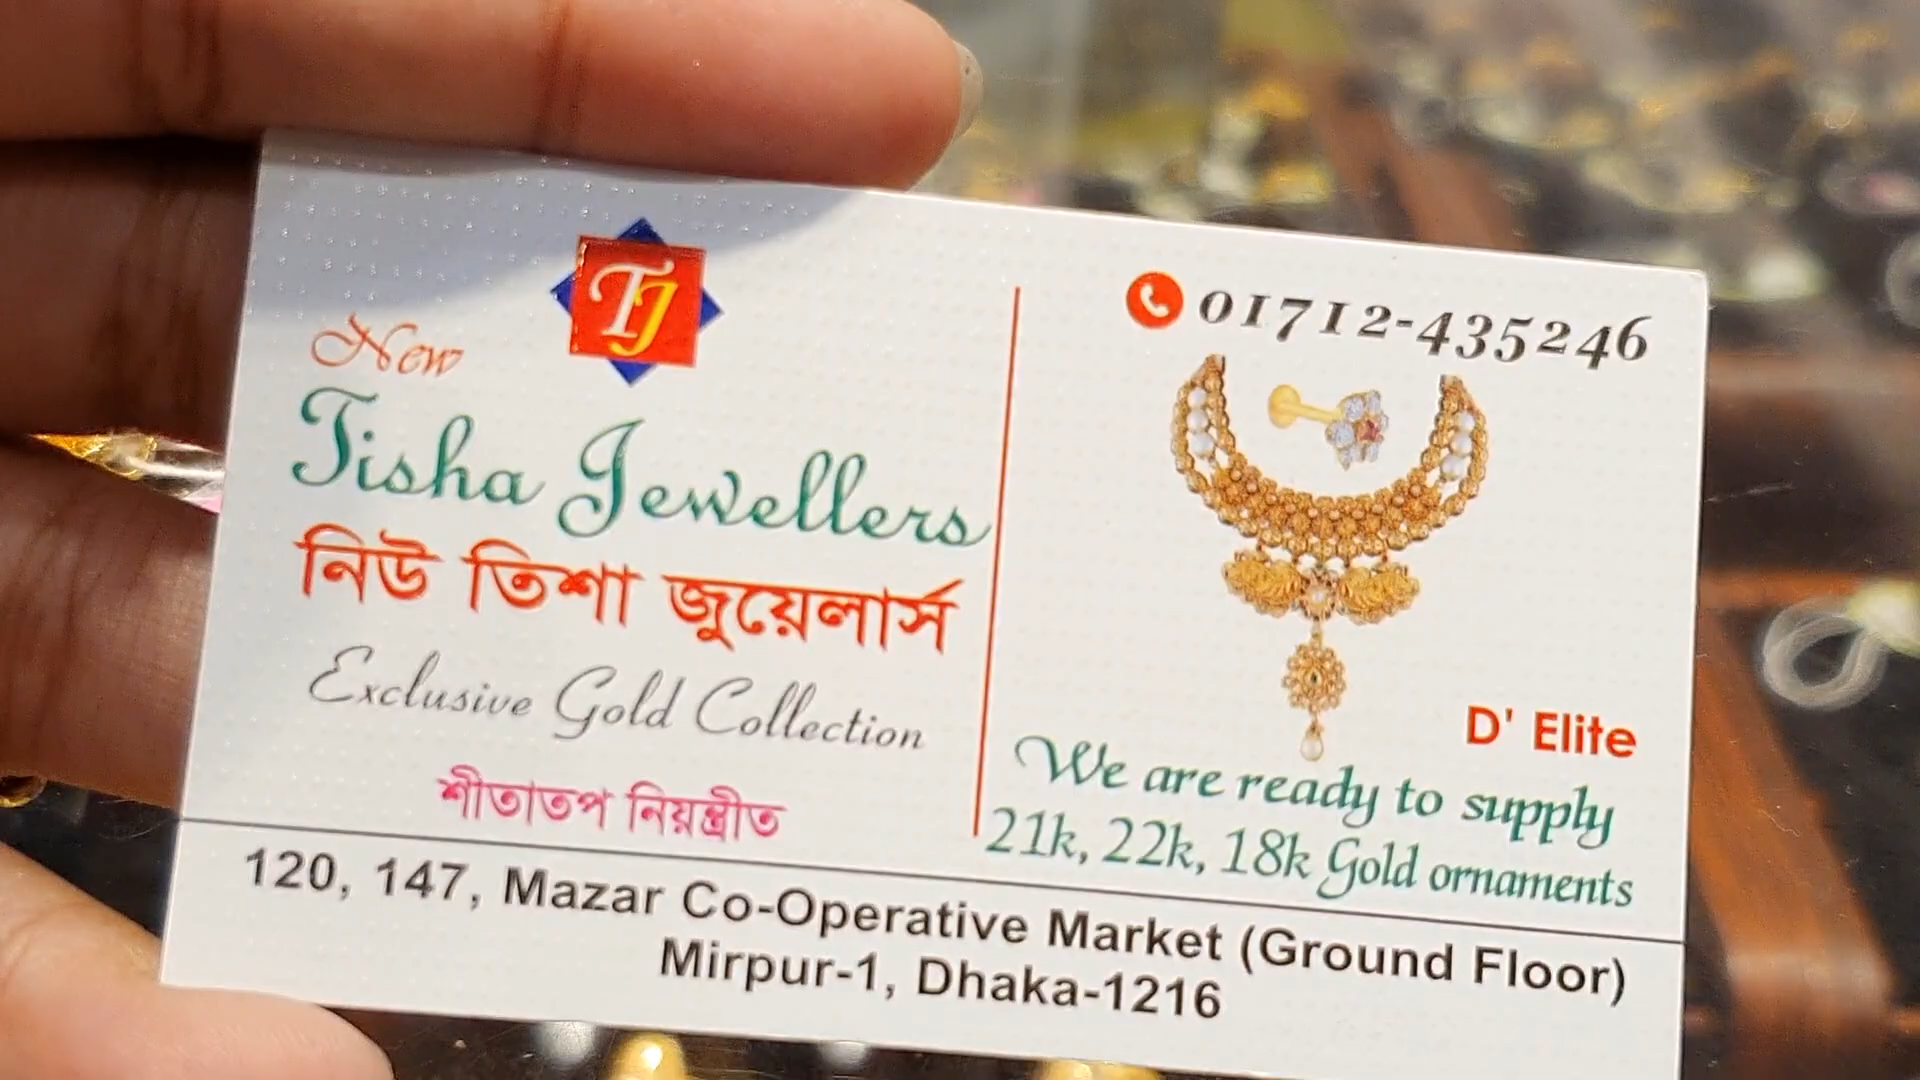 TJ
New
Tisha Jewellers
নিউ তিশা জুয়েলার্স
Exclusive Gold Collection
শীতাতপ নিয়ন্ত্রীত
01712-435246
D' Elite
We are ready to supply
21k, 22k, 18k Gold ornaments
120, 147, Mazar Co-Operative Market (Ground Floor)
Mirpur-1, Dhaka-1216